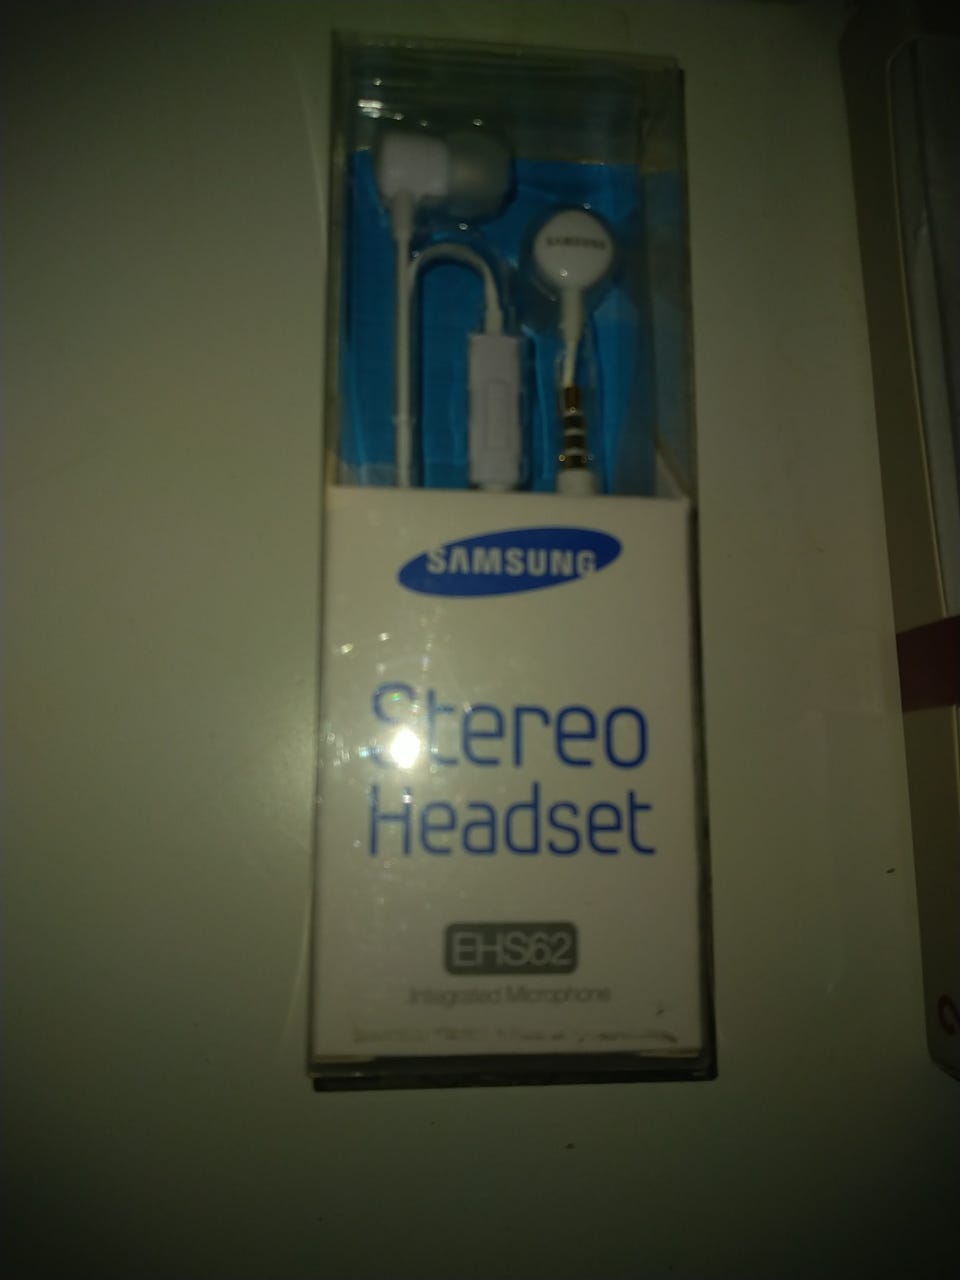 SAMSUNG
SAMSUNG
Stereo
Headset
EHS62
Integrated Microphone